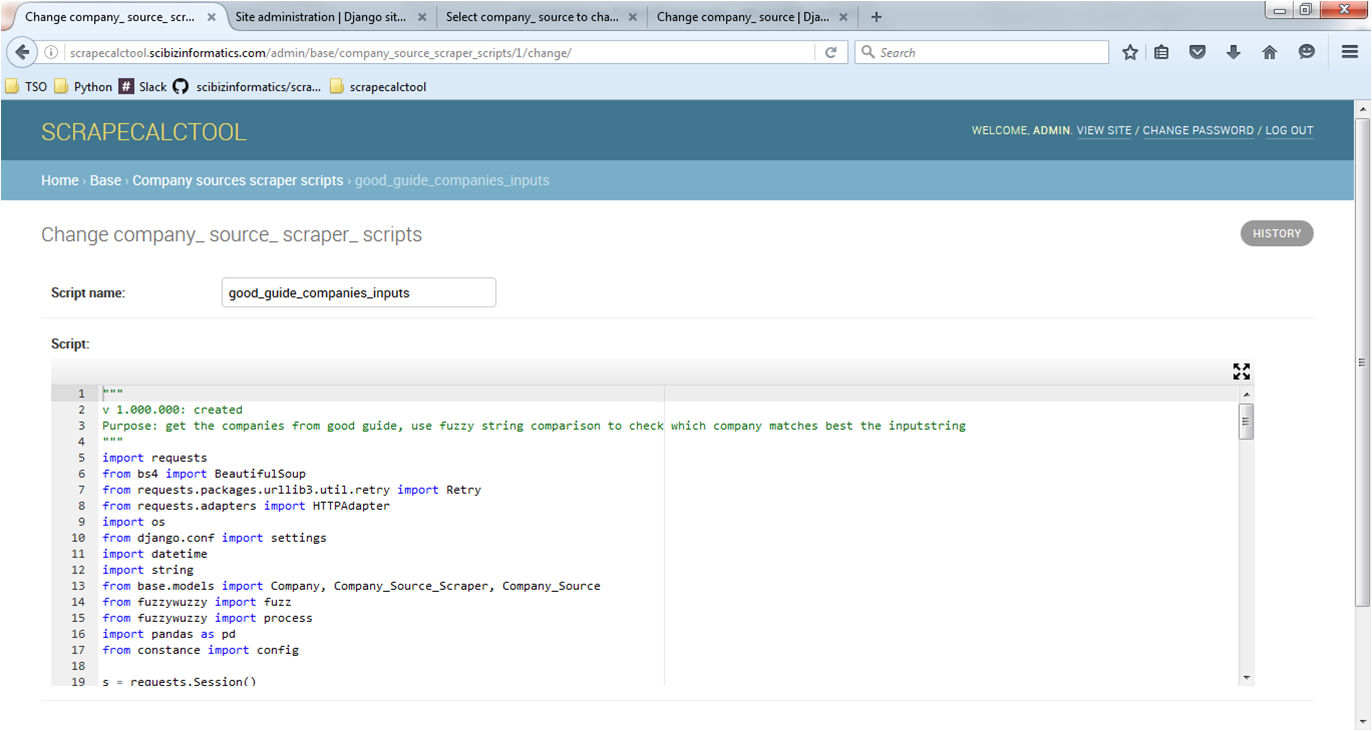 Change company_ source_ scr... Site administration | Django sit... Select company_ source to cha... Change company_ source | Dja...
scrapecalctool.scibizinformatics.com/admin/base/company_source_scraper_scripts/1/change/ Search
TSO Python # Slack scibizinformatics/scra... scrapecalctool
SCRAPECALCTOOL WELCOME, ADMIN. VIEW SITE / CHANGE PASSWORD / LOG OUT
Home › Base › Company sources scraper scripts › good_guide_companies_inputs
Change company_ source_ scraper_ scripts HISTORY
Script name: good_guide_companies_inputs
Script:
1 """
2 v 1.000.000: created
3 Purpose: get the companies from good guide, use fuzzy string comparison to check which company matches best the inputstring
4 """
5 import requests
6 from bs4 import BeautifulSoup
7 from requests.packages.urllib3.util.retry import Retry
8 from requests.adapters import HTTPAdapter
9 import os
10 from django.conf import settings
11 import datetime
12 import string
13 from base.models import Company, Company_Source_Scraper, Company_Source
14 from fuzzywuzzy import fuzz
15 from fuzzywuzzy import process
16 import pandas as pd
17 from constance import config
18
19 s = requests.Session()